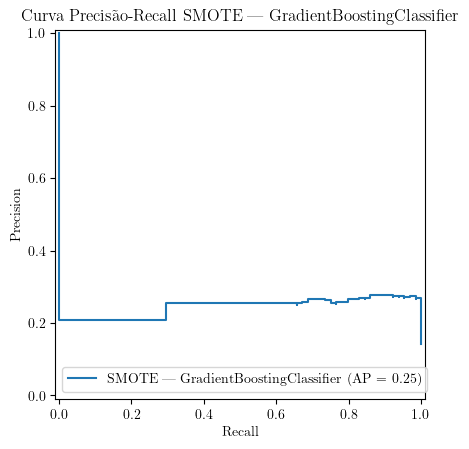 Curva Precisão-Recall SMOTE — GradientBoostingClassifier
1.0
0.8
0.6
0.4
0.2
0.0
Precision
SMOTE — GradientBoostingClassifier (AP = 0.25)
0.0 0.2 0.4 0.6 0.8 1.0
Recall